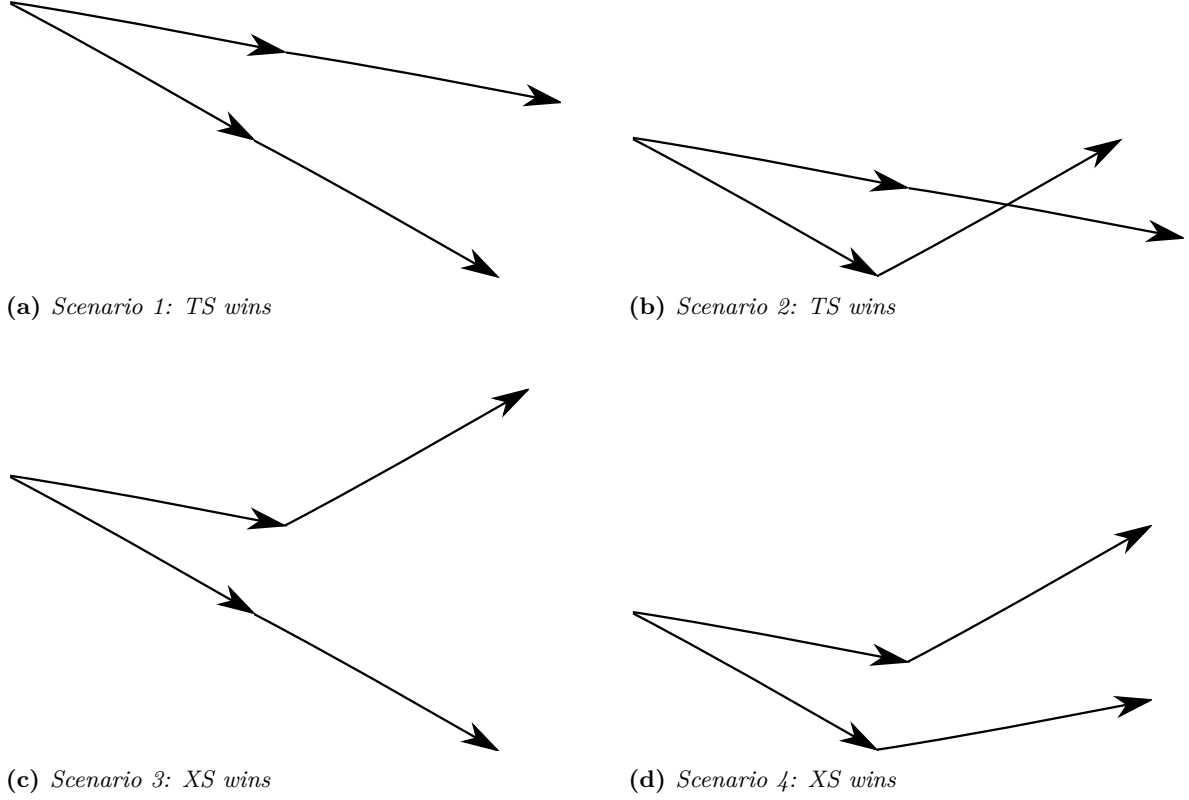 (a) Scenario 1: TS wins
(b) Scenario 2: TS wins
(c) Scenario 3: XS wins
(d) Scenario 4: XS wins